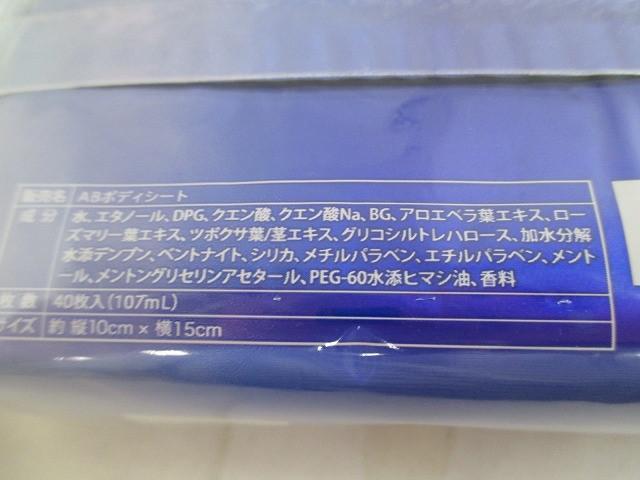 販売名 ABボディシート
成分 水、エタノール、DPG、クエン酸、クエン酸Na、BG、アロエベラ葉エキス、ロー
ズマリー葉エキス、ツボクサ葉/茎エキス、グリコシルトレハロース、加水分解
水添デンプン、ベントナイト、シリカ、メチルパラベン、エチルパラベン、メント
ール、メントングリセリンアセタール、PEG-60水添ヒマシ油、香料
枚数 40枚入(107mL)
サイズ 約 縦10cm×横15cm